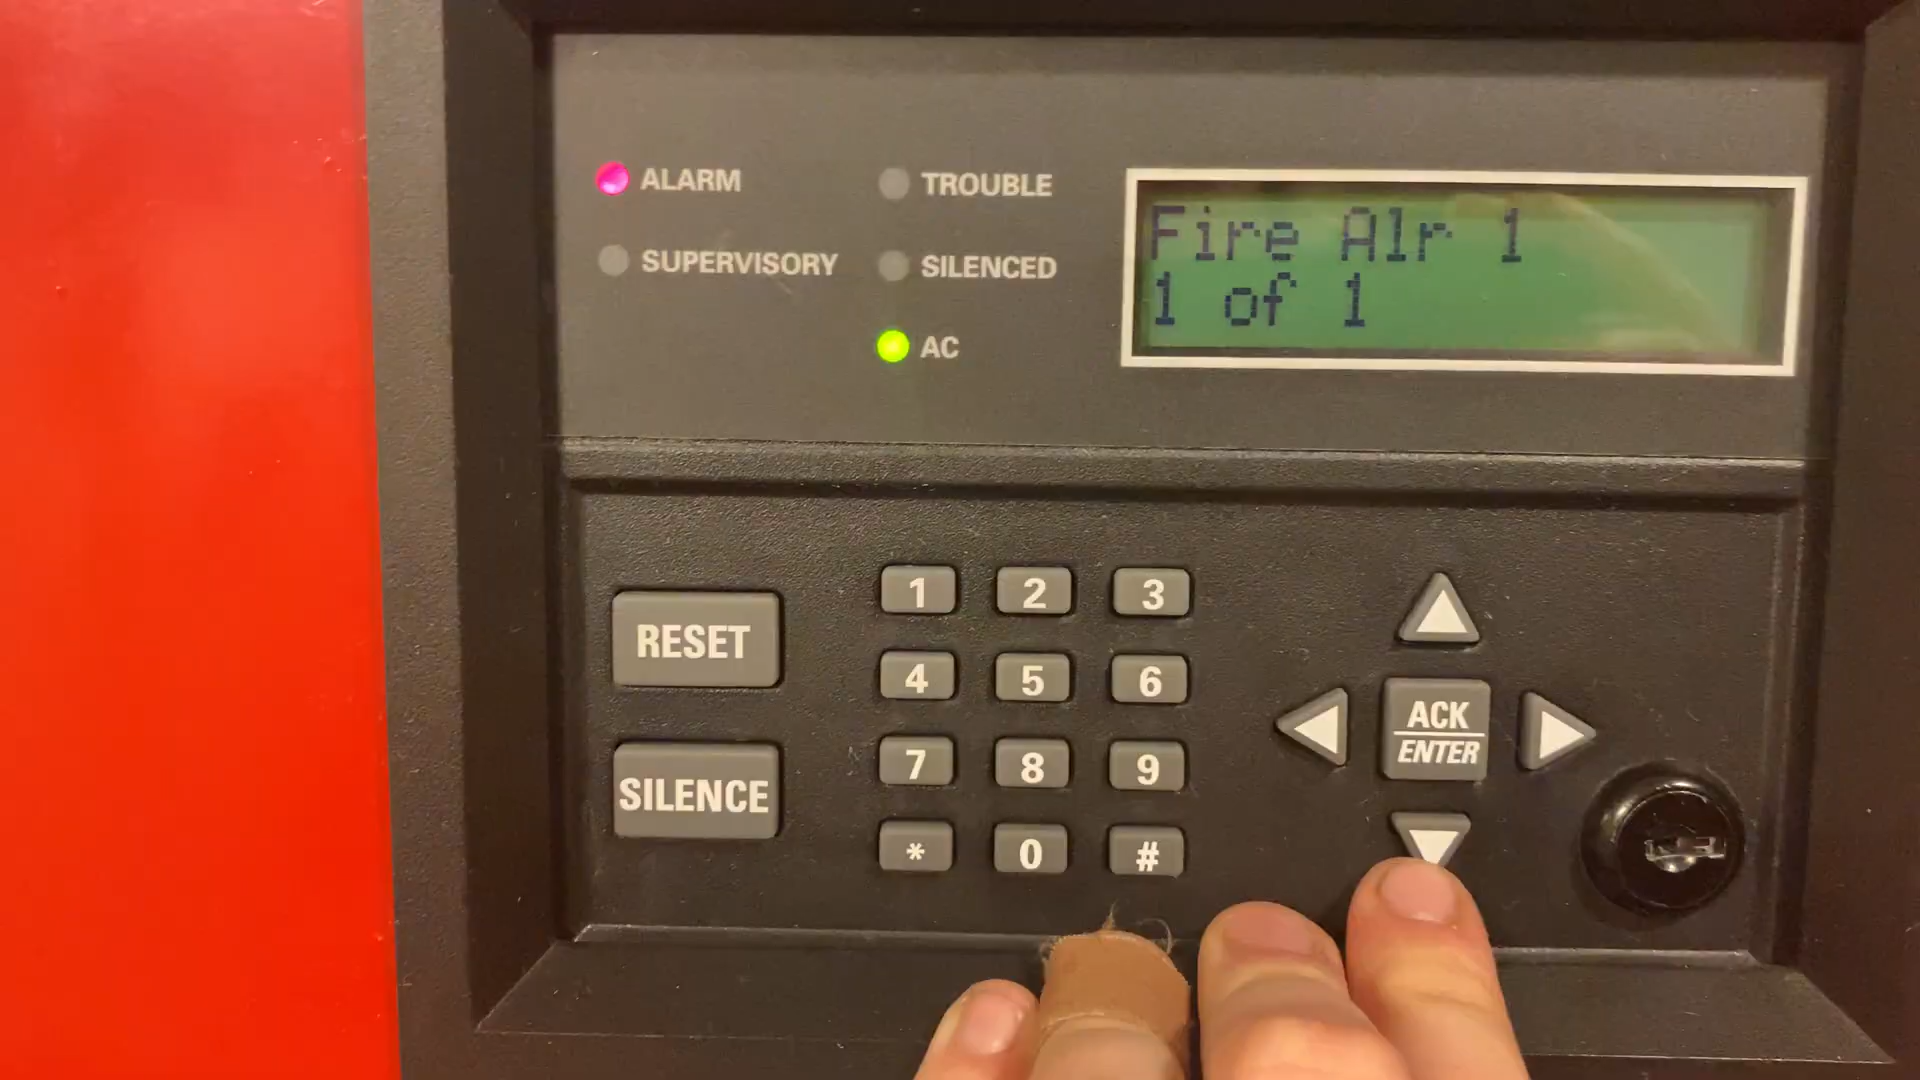 ALARM
TROUBLE
SUPERVISORY
SILENCED
AC
Fire Alr 1
1 of 1
RESET
SILENCE
1 2 3
4 5 6
7 8 9
* 0 #
ACK
ENTER